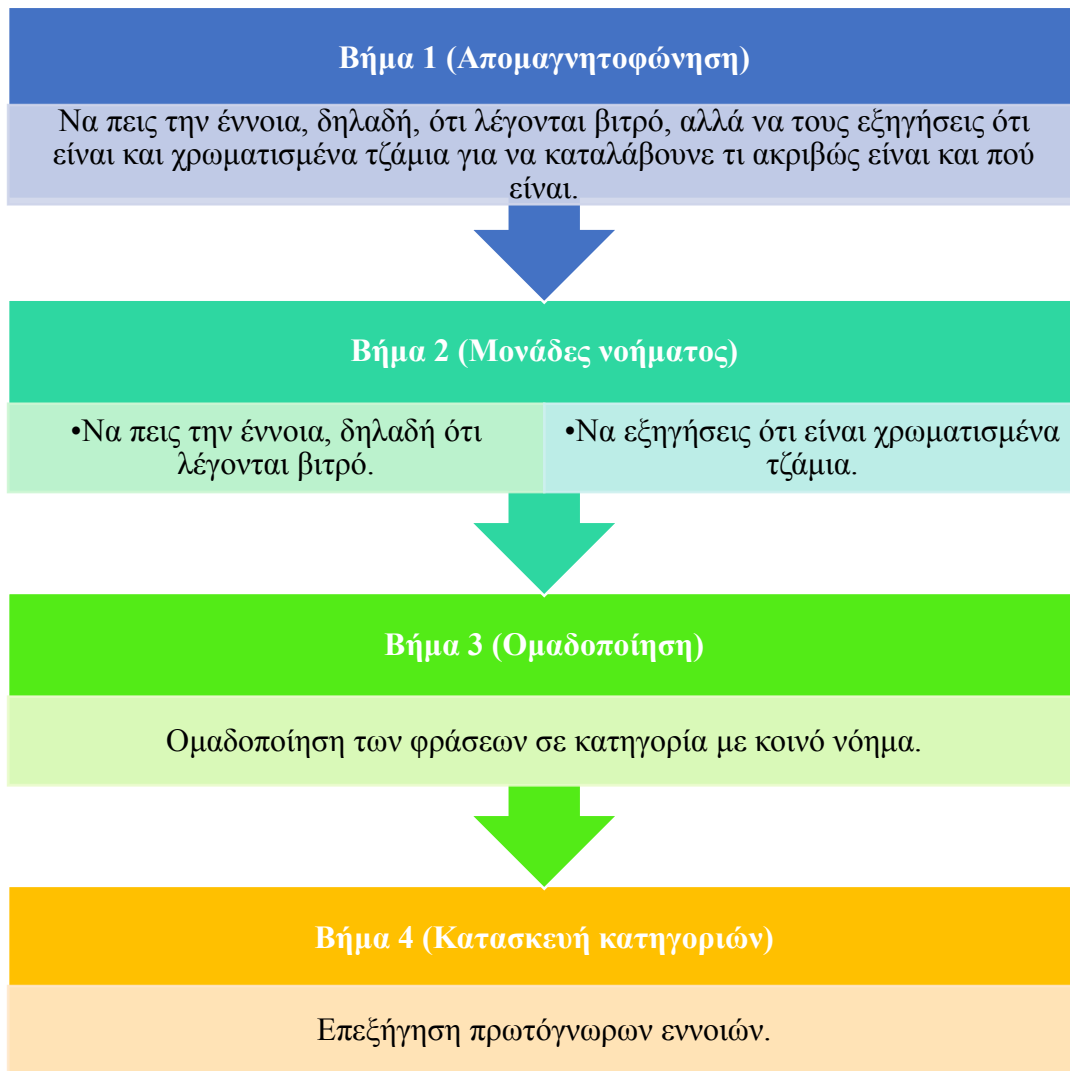 Βήμα 1 (Απομαγνητοφώνηση)
Να πεις την έννοια, δηλαδή, ότι λέγονται βιτρό, αλλά να τους εξηγήσεις ότι
είναι και χρωματισμένα τζάμια για να καταλάβουνε τι ακριβώς είναι και πού
είναι.
Βήμα 2 (Μονάδες νοήματος)
•Να πεις την έννοια, δηλαδή ότι
λέγονται βιτρό.
•Να εξηγήσεις ότι είναι χρωματισμένα
τζάμια.
Βήμα 3 (Ομαδοποίηση)
Ομαδοποίηση των φράσεων σε κατηγορία με κοινό νόημα.
Βήμα 4 (Κατασκευή κατηγοριών)
Επεξήγηση πρωτόγνωρων εννοιών.